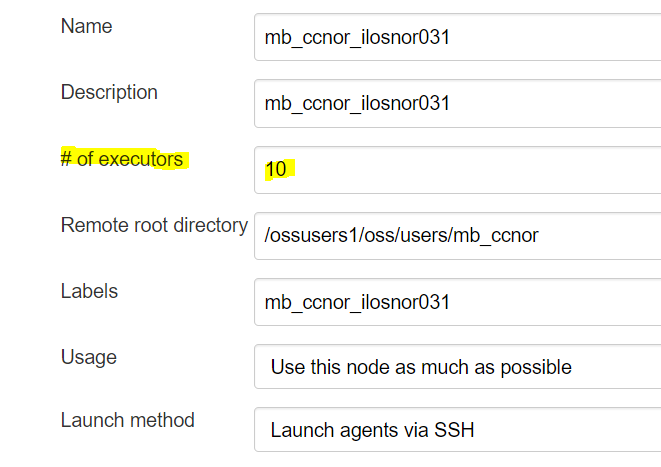 Name
mb_ccnor_ilosnor031
Description
mb_ccnor_ilosnor031
# of executors
10
Remote root directory
/ossusers1/oss/users/mb_ccnor
Labels
mb_ccnor_ilosnor031
Usage
Use this node as much as possible
Launch method
Launch agents via SSH